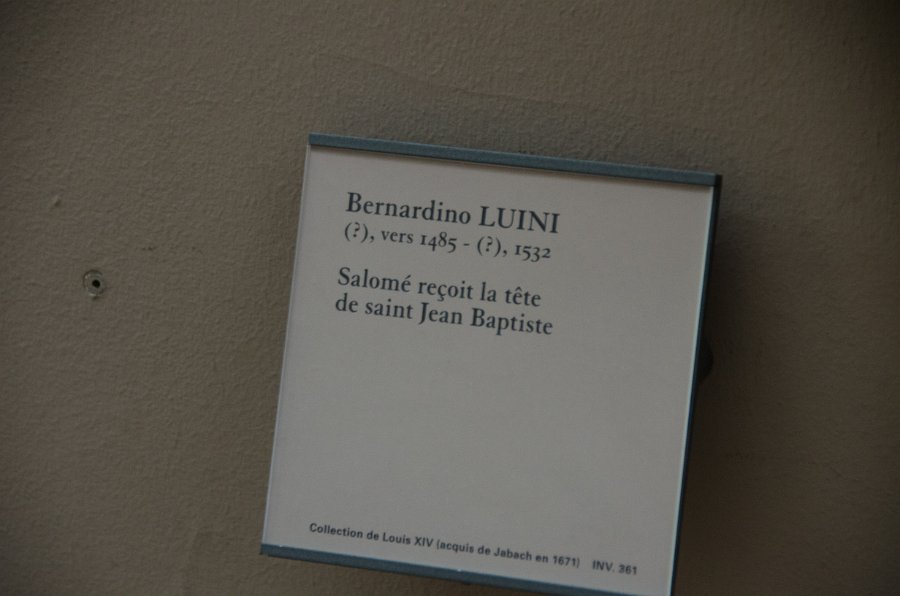 Bernardino LUINI
(?), vers 1485 - (?), 1532
Salomé reçoit la tête
de saint Jean Baptiste
Collection de Louis XIV (acquis de Jabach en 1671) INV. 361